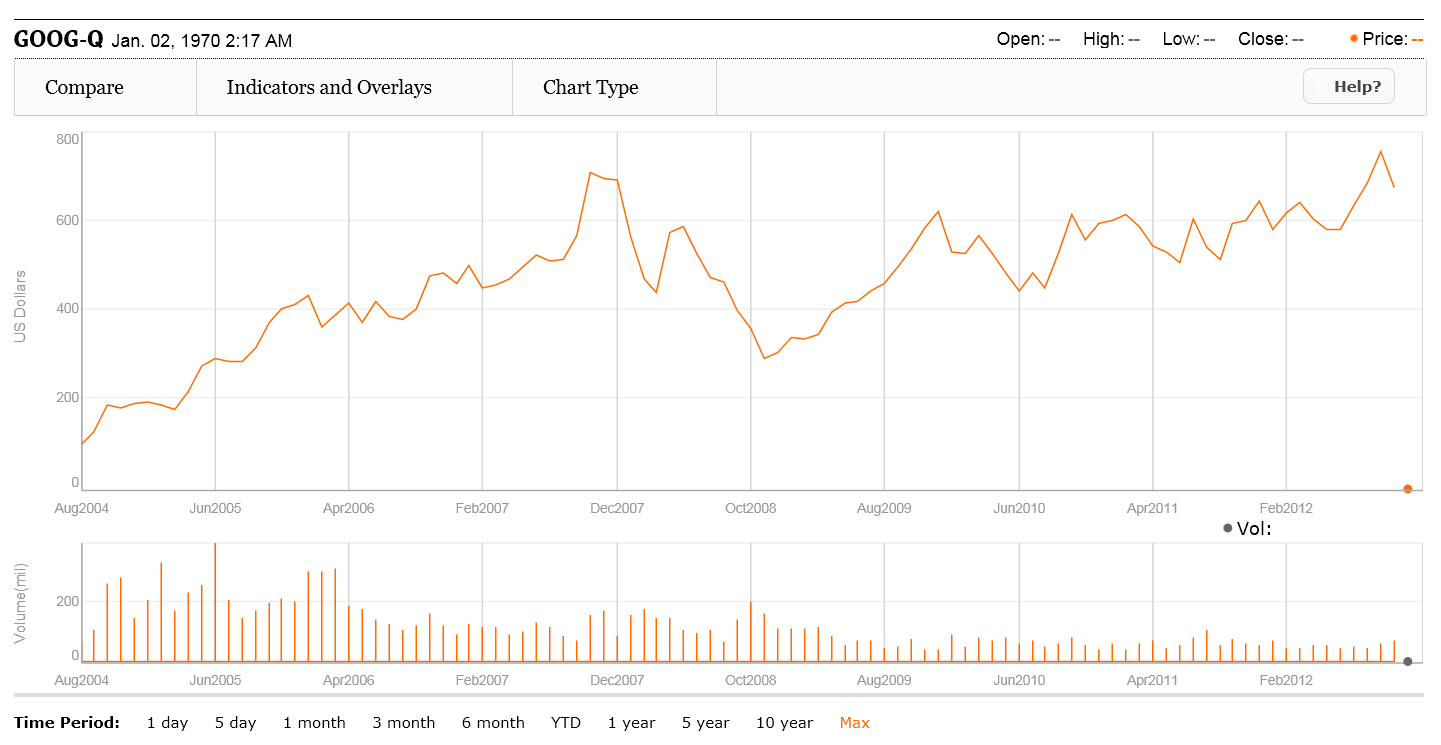 GOOG-Q Jan. 02, 1970 2:17 AM Open: -- High: -- Low: -- Close: -- Price: --
Compare Indicators and Overlays Chart Type Help?
800
600
400
200
0
US Dollars
Aug2004 Jun2005 Apr2006 Feb2007 Dec2007 Oct2008 Aug2009 Jun2010 Apr2011 Feb2012
Vol:
200
0
Volume(mil)
Aug2004 Jun2005 Apr2006 Feb2007 Dec2007 Oct2008 Aug2009 Jun2010 Apr2011 Feb2012
Time Period: 1 day 5 day 1 month 3 month 6 month YTD 1 year 5 year 10 year Max